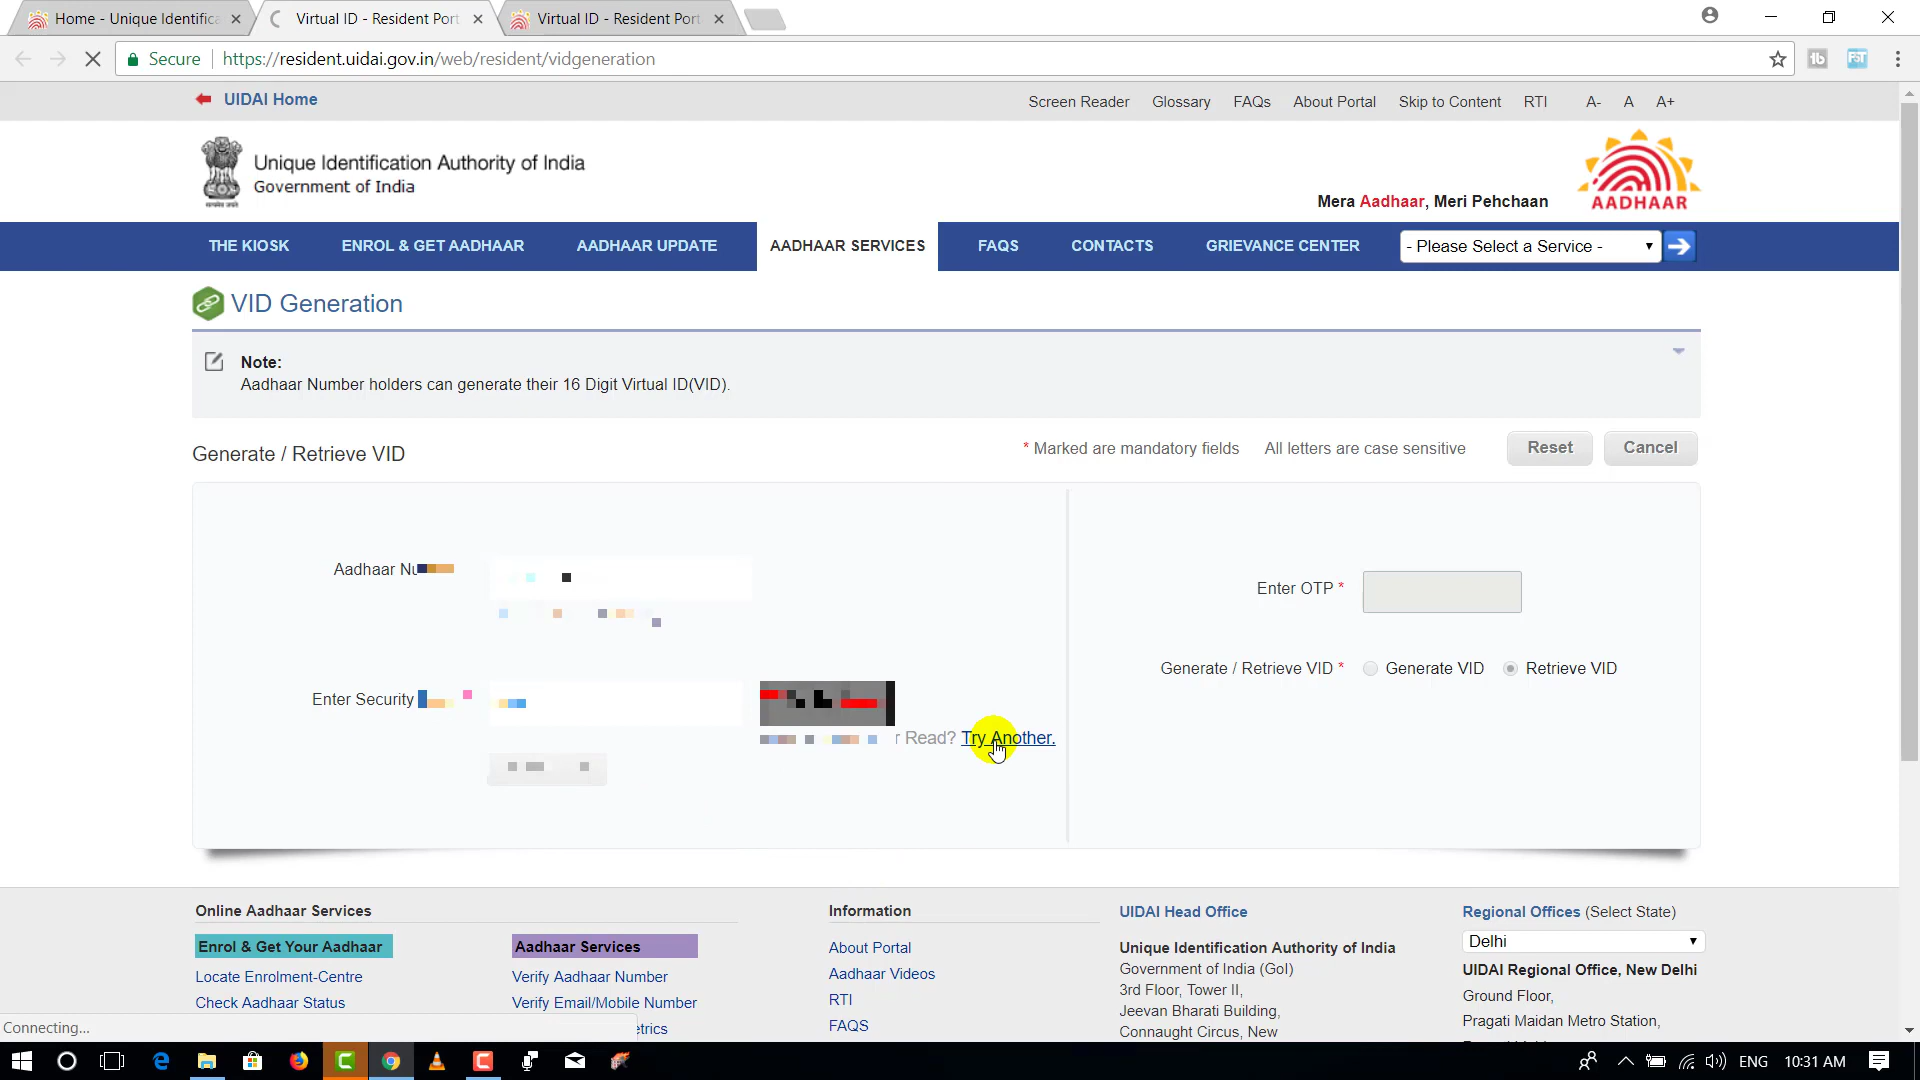 Home - Unique Identifica
Virtual ID - Resident Port
Virtual ID - Resident Port
Secure
https://resident.uidai.gov.in/web/resident/vidgeneration
UIDAI Home
Screen Reader
Glossary
FAQs
About Portal
Skip to Content
RTI
A-
A
A+
Unique Identification Authority of India
Government of India
Mera Aadhaar, Meri Pehchaan
AADHAAR
THE KIOSK
ENROL & GET AADHAAR
AADHAAR UPDATE
AADHAAR SERVICES
FAQS
CONTACTS
GRIEVANCE CENTER
- Please Select a Service -
VID Generation
Note:
Aadhaar Number holders can generate their 16 Digit Virtual ID(VID).
Generate / Retrieve VID
* Marked are mandatory fields
All letters are case sensitive
Reset
Cancel
Aadhaar Nu
Enter OTP *
Generate / Retrieve VID *
Generate VID
Retrieve VID
Enter Security
r Read? Try Another.
Online Aadhaar Services
Enrol & Get Your Aadhaar
Locate Enrolment-Centre
Check Aadhaar Status
Aadhaar Services
Verify Aadhaar Number
Verify Email/Mobile Number
etrics
Information
About Portal
Aadhaar Videos
RTI
FAQS
UIDAI Head Office
Unique Identification Authority of India
Government of India (GoI)
3rd Floor, Tower II,
Jeevan Bharati Building,
Connaught Circus, New
Regional Offices (Select State)
Delhi
UIDAI Regional Office, New Delhi
Ground Floor,
Pragati Maidan Metro Station,
Connecting...
ENG
10:31 AM